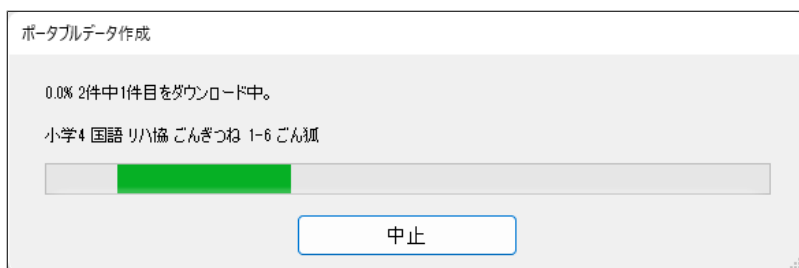 ポータブルデータ作成
0.0% 2件中1件目をダウンロード中。
小学4 国語 リハ協 ごんぎつね 1-6 ごん狐
中止